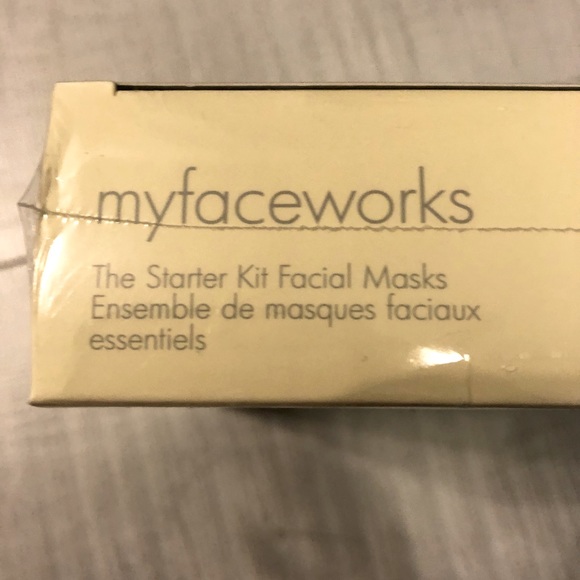 myfaceworks
The Starter Kit Facial Masks
Ensemble de masques faciaux
essentiels